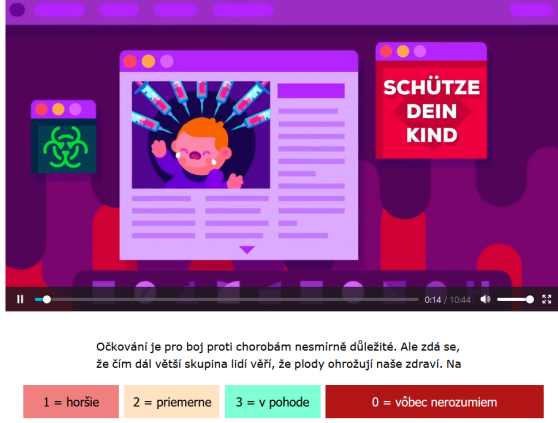 SCHÜTZE
DEIN
KIND
0:14 / 10:44
Očkování je pro boj proti chorobám nesmírně důležité. Ale zdá se,
že čím dál větší skupina lidí věří, že plody ohrožují naše zdraví. Na
1 = horšie
2 = priemerne
3 = v pohode
0 = vôbec nerozumiem